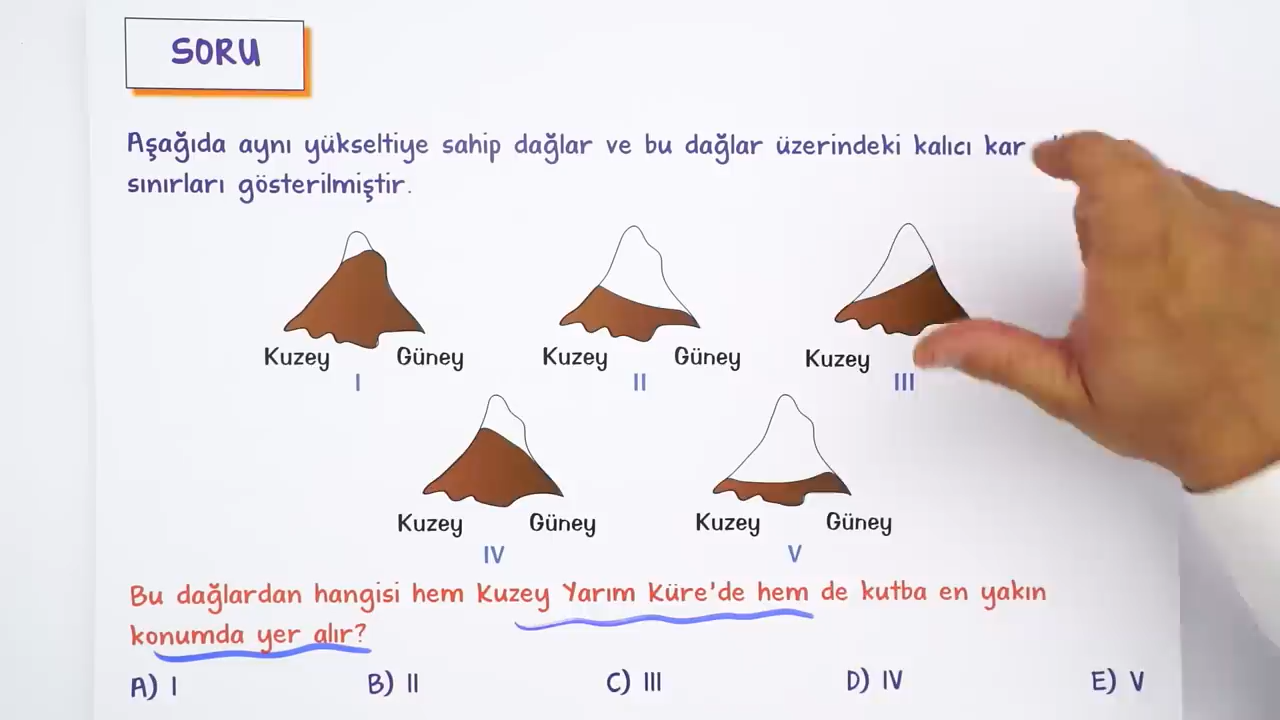 SORU
Aşağıda aynı yükseltiye sahip dağlar ve bu dağlar üzerindeki kalıcı kar
sınırları gösterilmiştir.
Kuzey Güney Kuzey Güney Kuzey
I II III
Kuzey Güney Kuzey Güney
IV V
Bu dağlardan hangisi hem Kuzey Yarım Küre'de hem de kutba en yakın
konumda yer alır?
A) I B) II C) III D) IV E) V